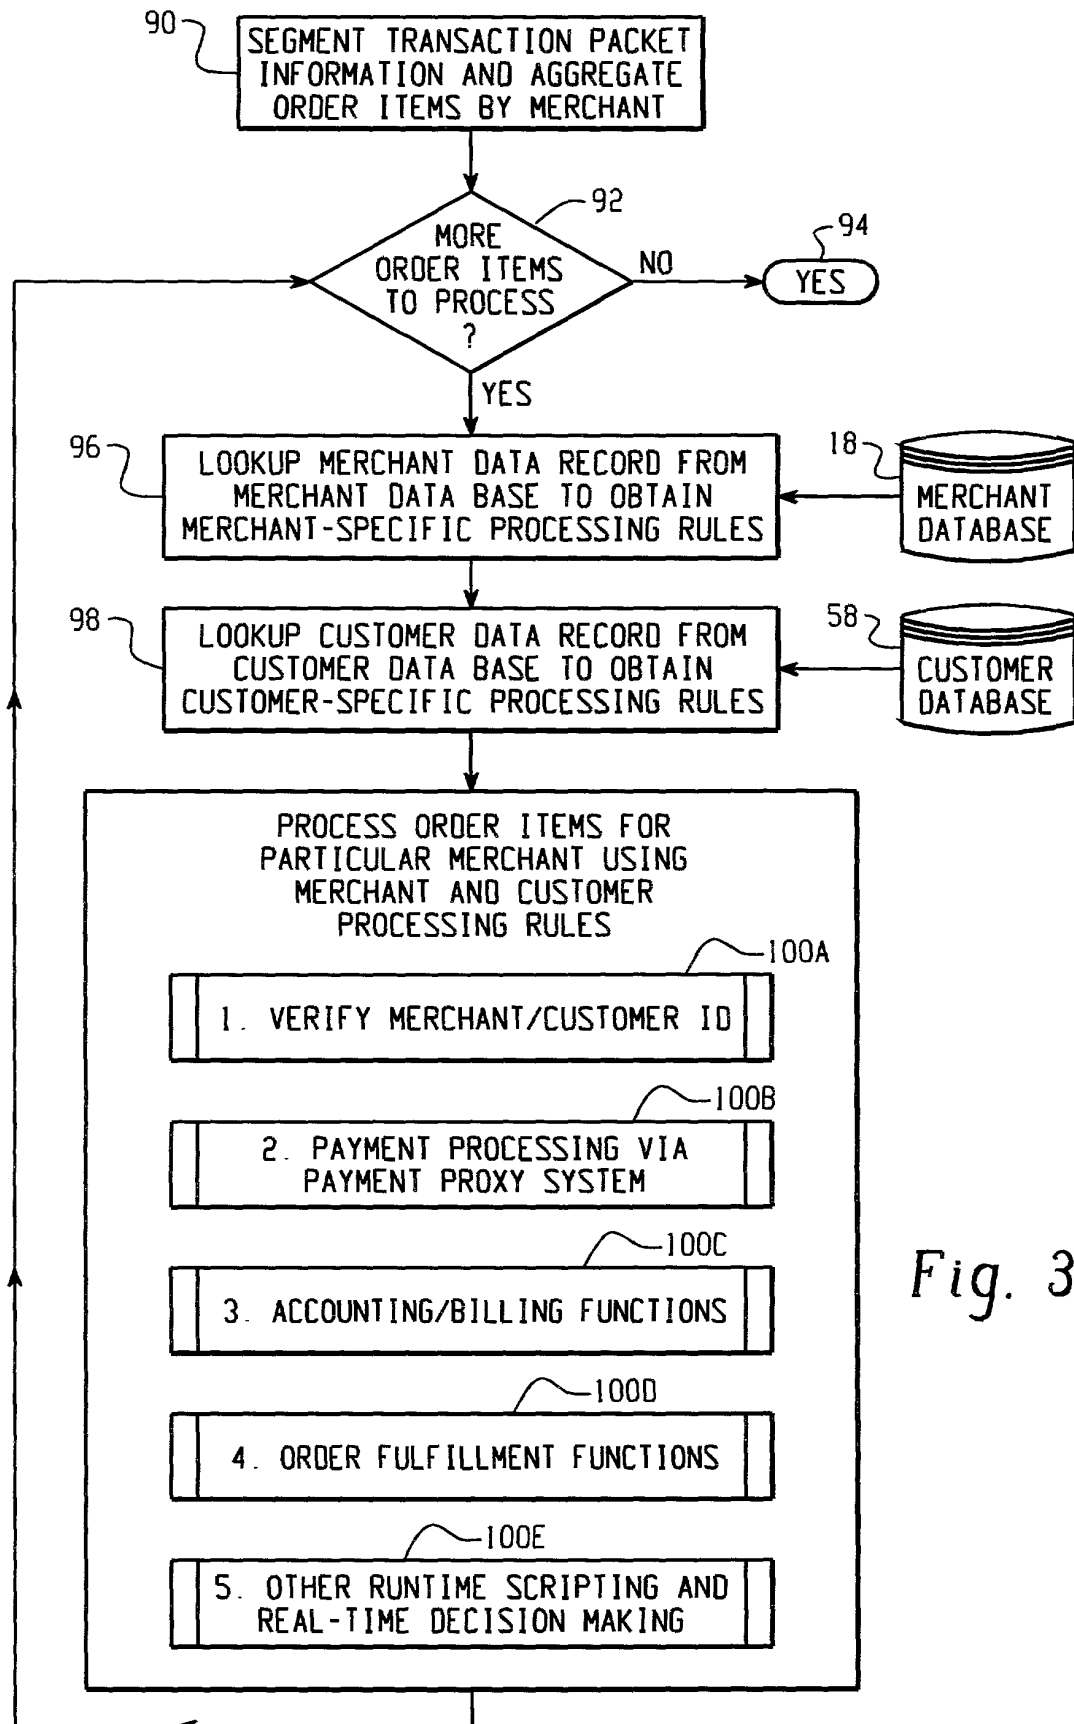 90
SEGMENT TRANSACTION PACKET
INFORMATION AND AGGREGATE
ORDER ITEMS BY MERCHANT
92
MORE
ORDER ITEMS
TO PROCESS
?
NO
94
YES
YES
96
LOOKUP MERCHANT DATA RECORD FROM
MERCHANT DATA BASE TO OBTAIN
MERCHANT-SPECIFIC PROCESSING RULES
18
MERCHANT
DATABASE
98
LOOKUP CUSTOMER DATA RECORD FROM
CUSTOMER DATA BASE TO OBTAIN
CUSTOMER-SPECIFIC PROCESSING RULES
58
CUSTOMER
DATABASE
PROCESS ORDER ITEMS FOR
PARTICULAR MERCHANT USING
MERCHANT AND CUSTOMER
PROCESSING RULES
100A
1. VERIFY MERCHANT/CUSTOMER ID
100B
2. PAYMENT PROCESSING VIA
PAYMENT PROXY SYSTEM
100C
3. ACCOUNTING/BILLING FUNCTIONS
100D
4. ORDER FULFILLMENT FUNCTIONS
100E
5. OTHER RUNTIME SCRIPTING AND
REAL-TIME DECISION MAKING
Fig. 3